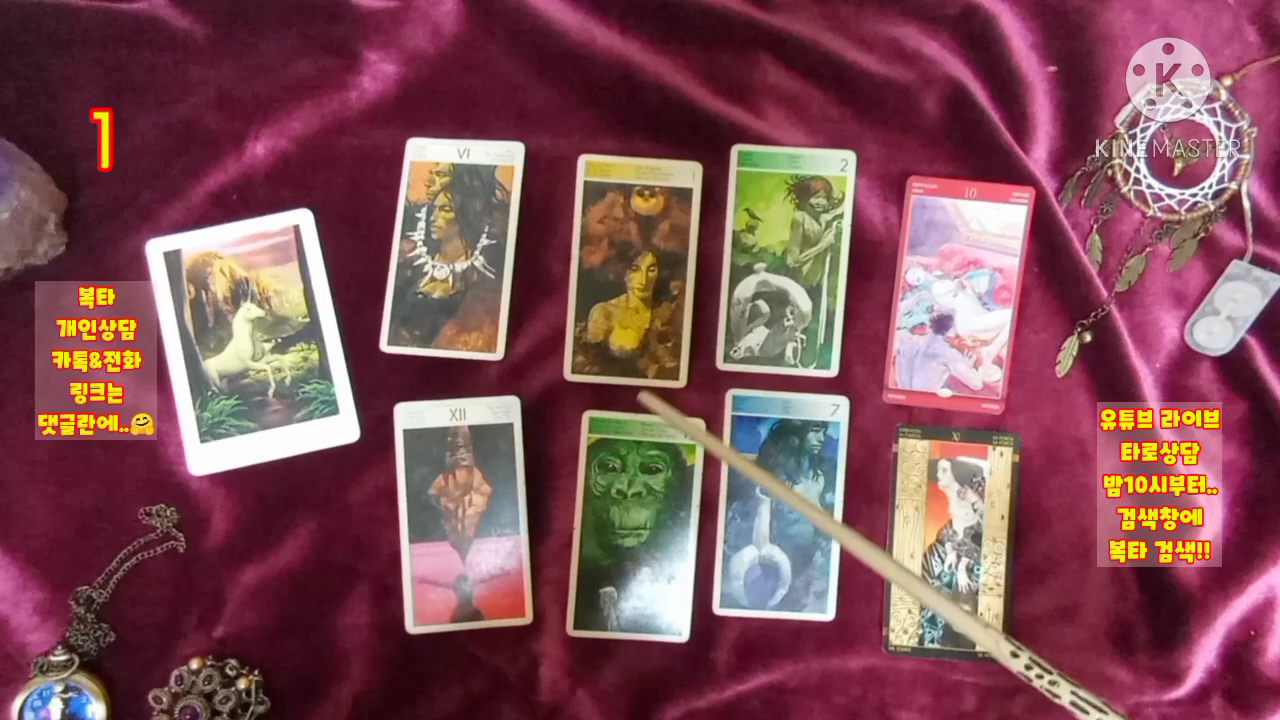 1
K
KINEMASTER
VI
1
2
10
복타
개인상담
카톡&전화
링크는
댓글란에..🤗
XII
7
XI
유튜브 라이브
타로상담
밤10시부터..
검색창에
복타 검색!!